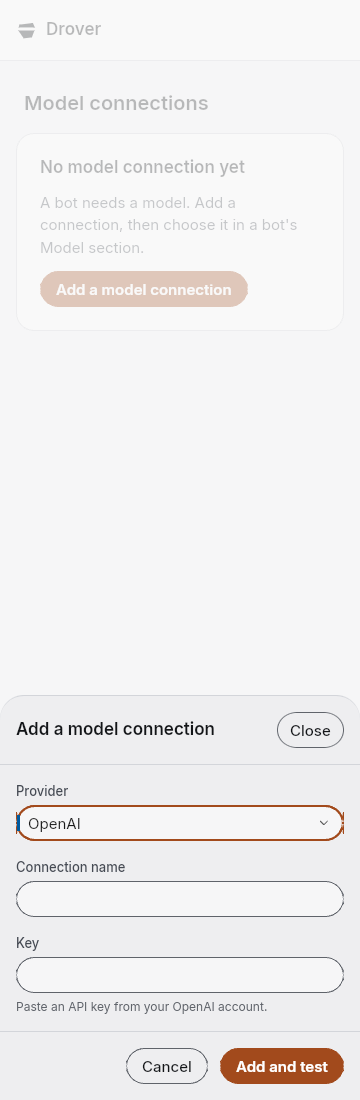 Drover
Model connections
No model connection yet
A bot needs a model. Add a
connection, then choose it in a bot's
Model section.
Add a model connection
Add a model connection
Close
Provider
OpenAI
Connection name
Key
Paste an API key from your OpenAI account.
Cancel
Add and test